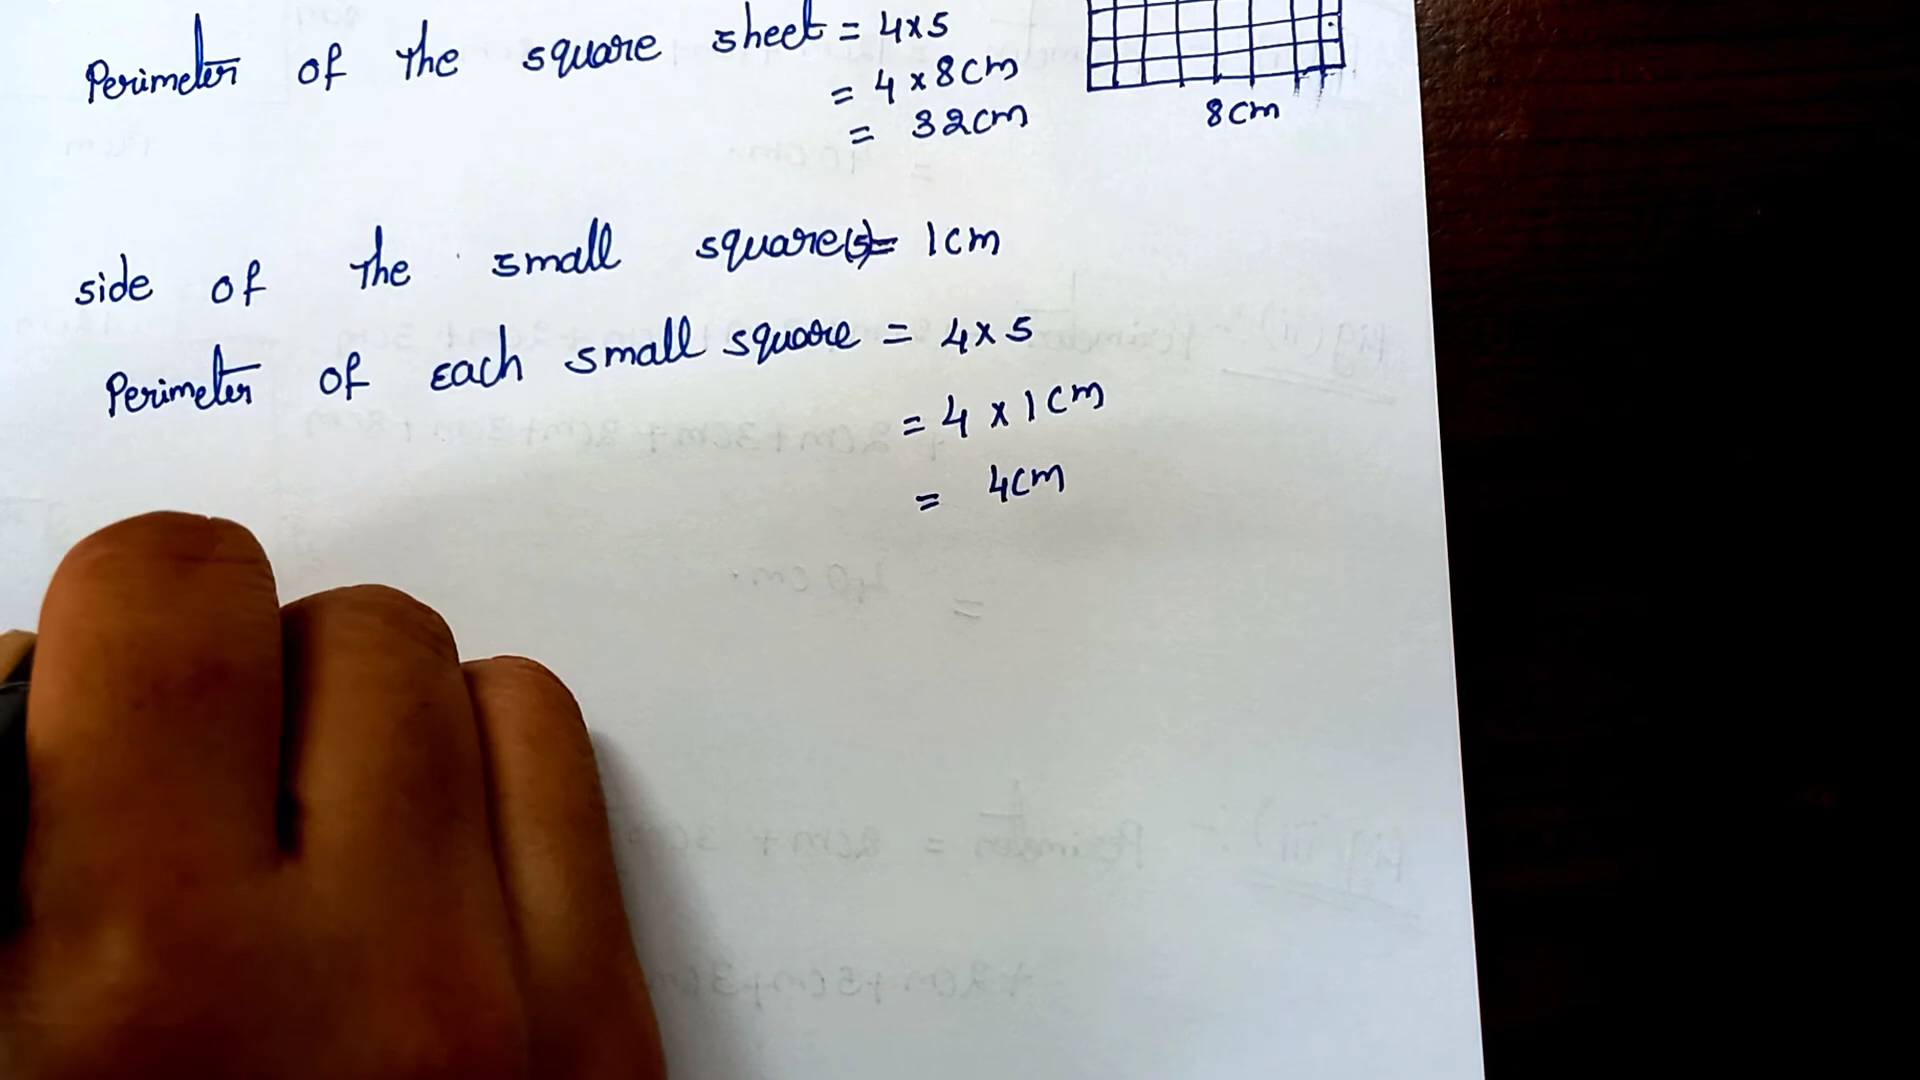 Perimeter of the square sheet = 4×s
= 4 × 8cm
= 32cm
8cm
side of the small square(s)= 1cm
Perimeter of each small square = 4×s
= 4 × 1cm
= 4cm